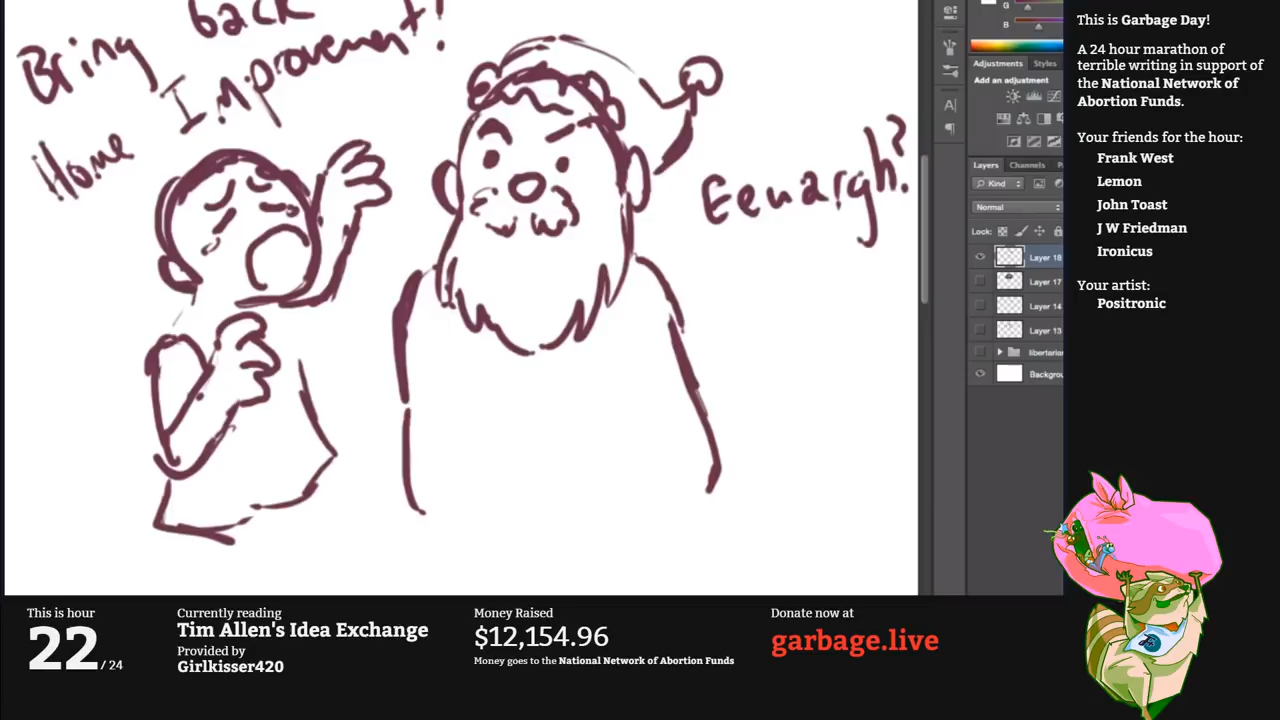 Bring back
Home Improvement!
Eeuargh?
G
B
Adjustments Styles
Add an adjustment
Layers Channels
Kind
Normal
Lock:
Layer 18
Layer 17
Layer 14
Layer 13
libertarian
Backgrou
This is Garbage Day!
A 24 hour marathon of
terrible writing in support of
the National Network of
Abortion Funds.
Your friends for the hour:
Frank West
Lemon
John Toast
J W Friedman
Ironicus
Your artist:
Positronic
This is hour
22 / 24
Currently reading
Tim Allen's Idea Exchange
Provided by
Girlkisser420
Money Raised
$12,154.96
Money goes to the National Network of Abortion Funds
Donate now at
garbage.live